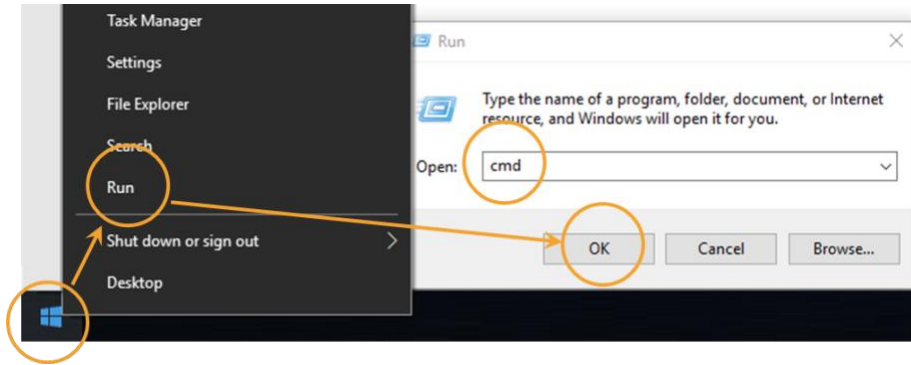 Task Manager
Settings
File Explorer
Search
Run
Shut down or sign out
Desktop
Run
Type the name of a program, folder, document, or Internet
resource, and Windows will open it for you.
Open: cmd
OK Cancel Browse...